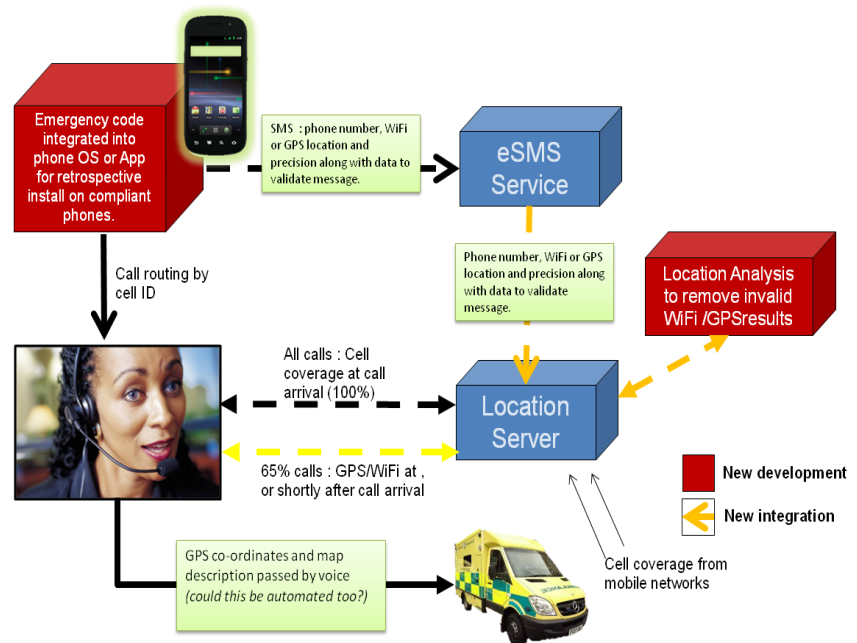 Emergency code
integrated into
phone OS or App
for retrospective
install on compliant
phones.
SMS : phone number, WiFi
or GPS location and
precision along with data to
validate message.
eSMS
Service
Call routing by
cell ID
Phone number, WiFi or GPS
location and precision along
with data to validate
message.
Location Analysis
to remove invalid
WiFi /GPSresults
All calls : Cell
coverage at call
arrival (100%)
Location
Server
65% calls : GPS/WiFi at ,
or shortly after call arrival
New development
New integration
GPS co-ordinates and map
description passed by voice
(could this be automated too?)
Cell coverage from
mobile networks